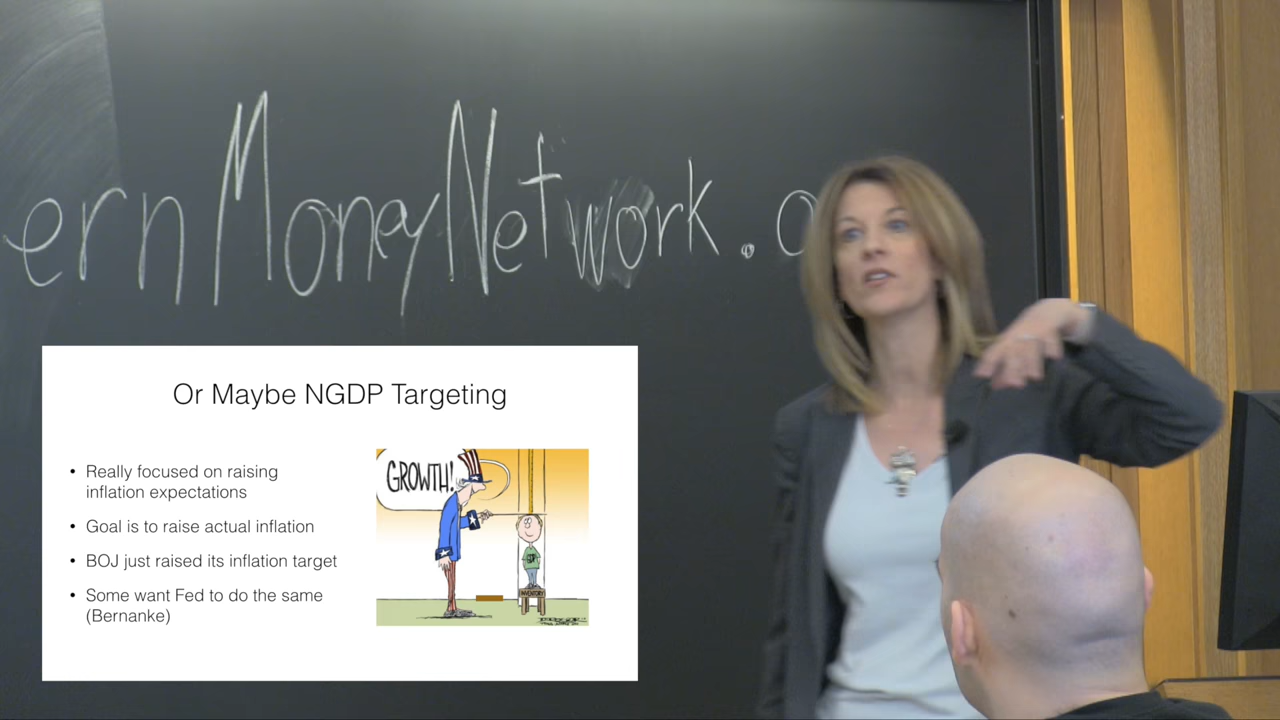 ernMoneyNetwork.o
Or Maybe NGDP Targeting
• Really focused on raising
inflation expectations
• Goal is to raise actual inflation
• BOJ just raised its inflation target
• Some want Fed to do the same
(Bernanke)
GROWTH!
GDP
INVENTORY